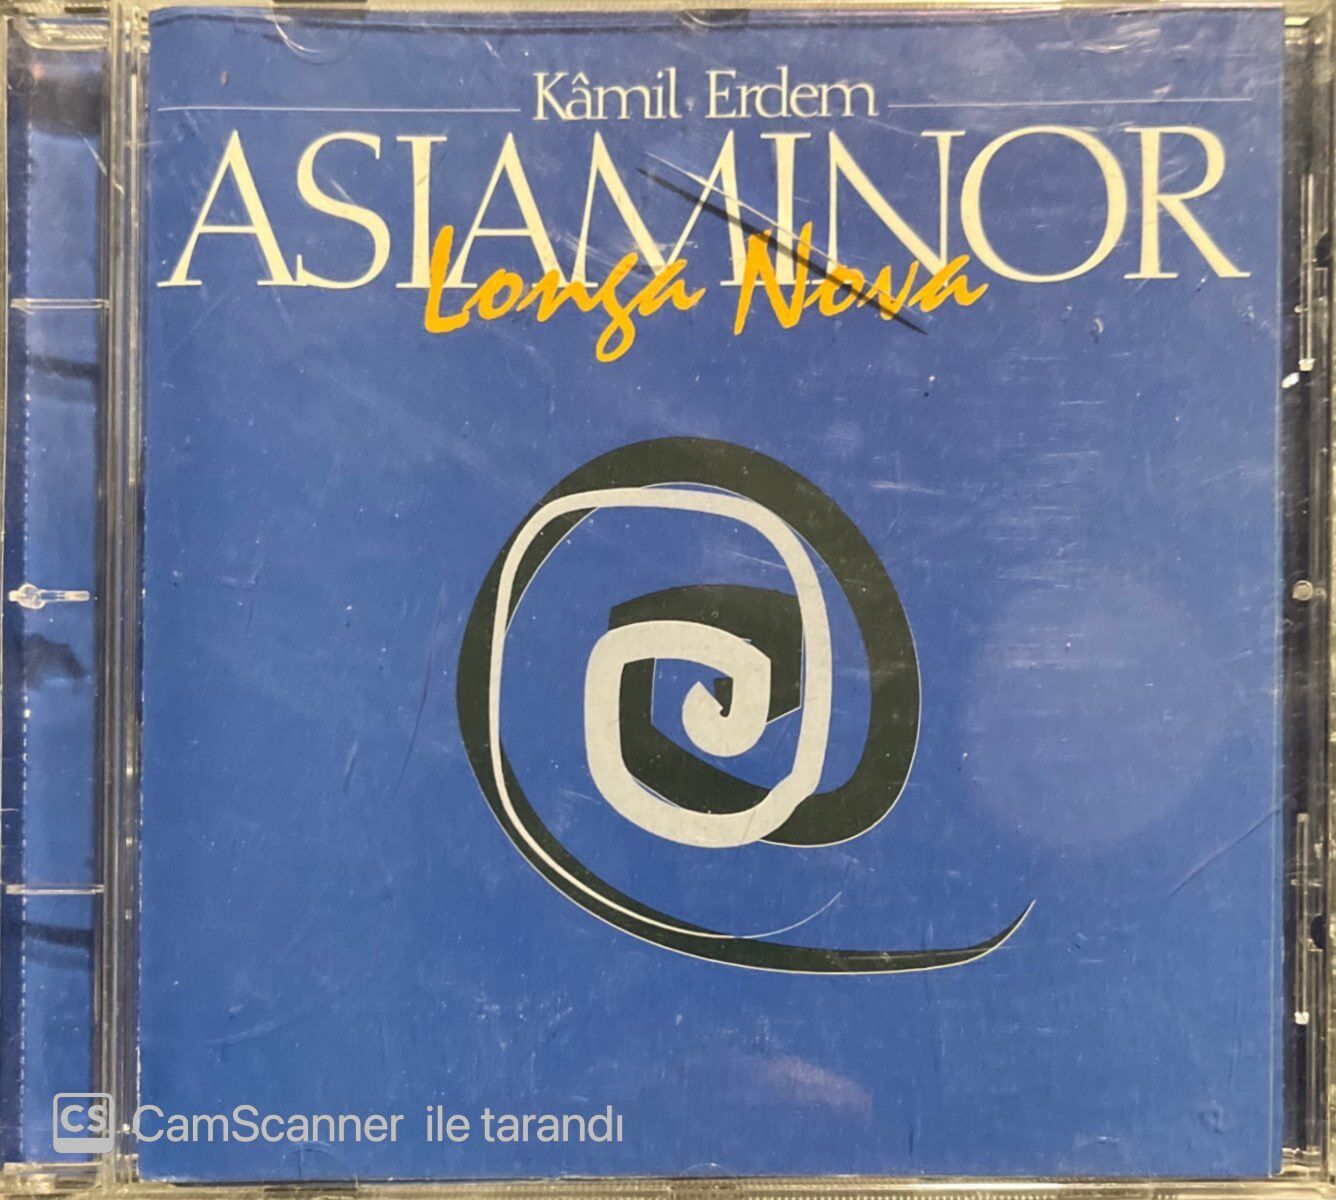 Kâmil Erdem
ASIAMINOR
Longa Nova
CS CamScanner ile tarandı